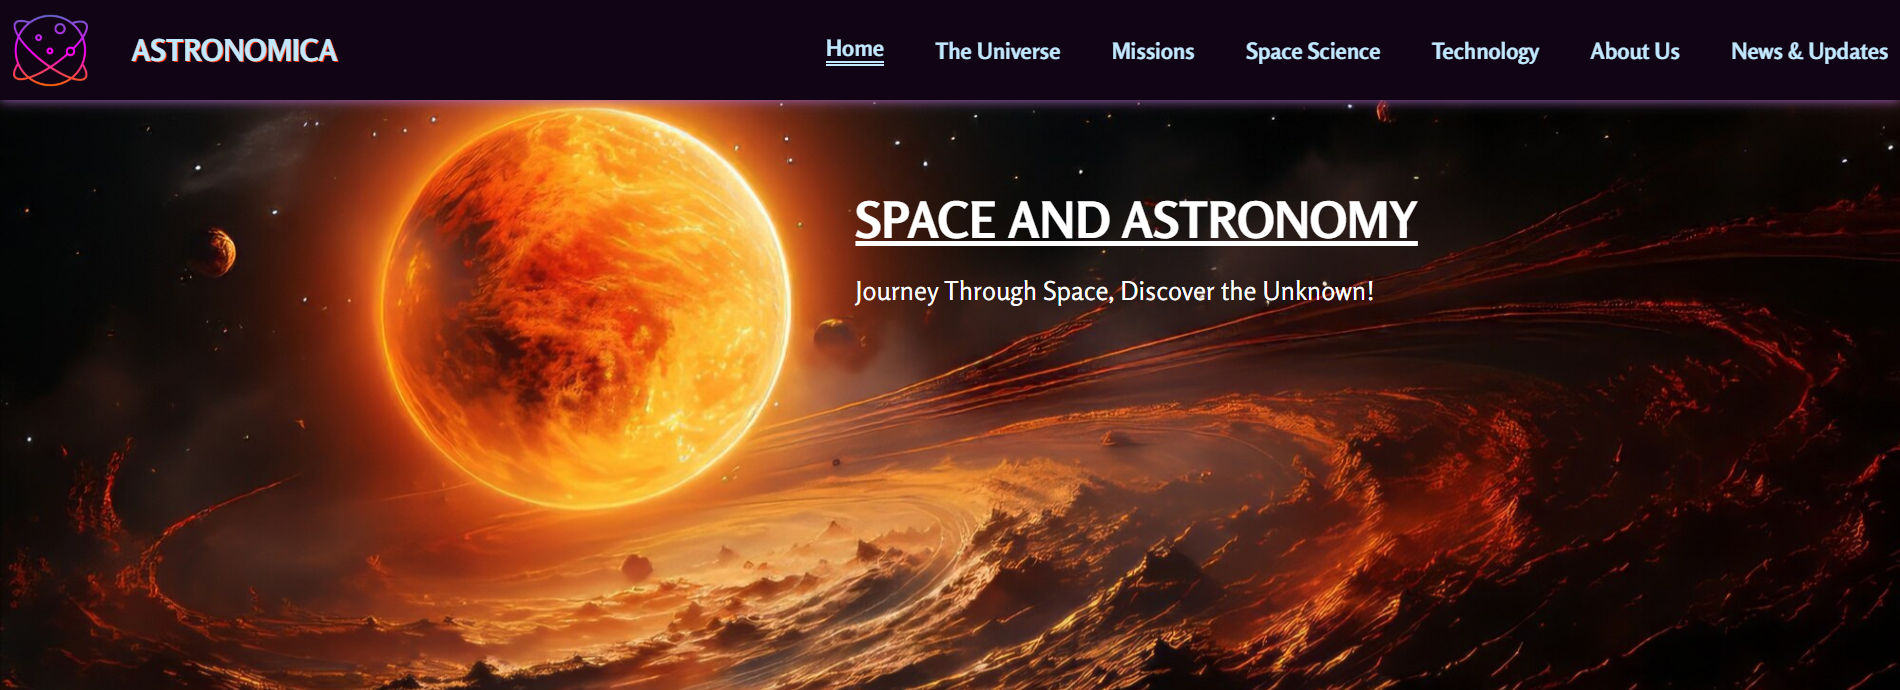 ASTRONOMICA
Home The Universe Missions Space Science Technology About Us News & Updates
SPACE AND ASTRONOMY
Journey Through Space, Discover the Unknown!